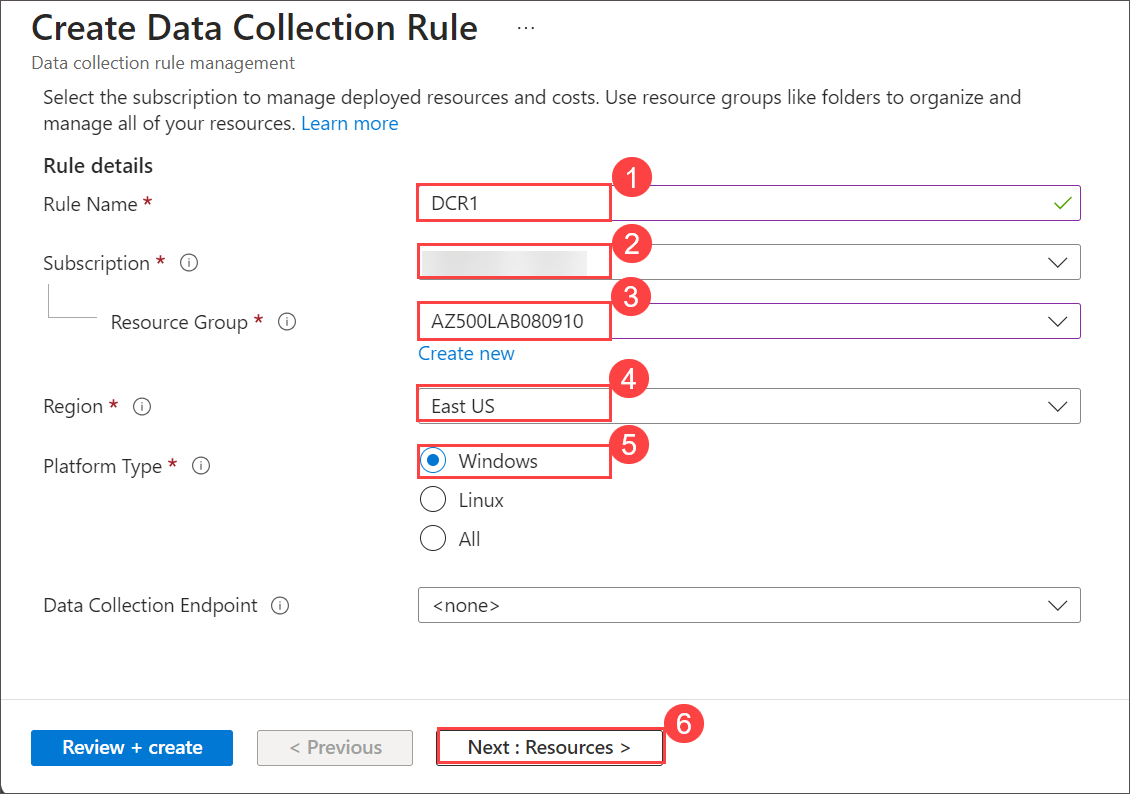 Create Data Collection Rule ...
Data collection rule management
Select the subscription to manage deployed resources and costs. Use resource groups like folders to organize and
manage all of your resources. Learn more
Rule details
1
Rule Name * DCR1
2
Subscription *
3
Resource Group * AZ500LAB080910
Create new
4
Region * East US
5
Platform Type * Windows
Linux
All
Data Collection Endpoint <none>
6
Review + create < Previous Next : Resources >